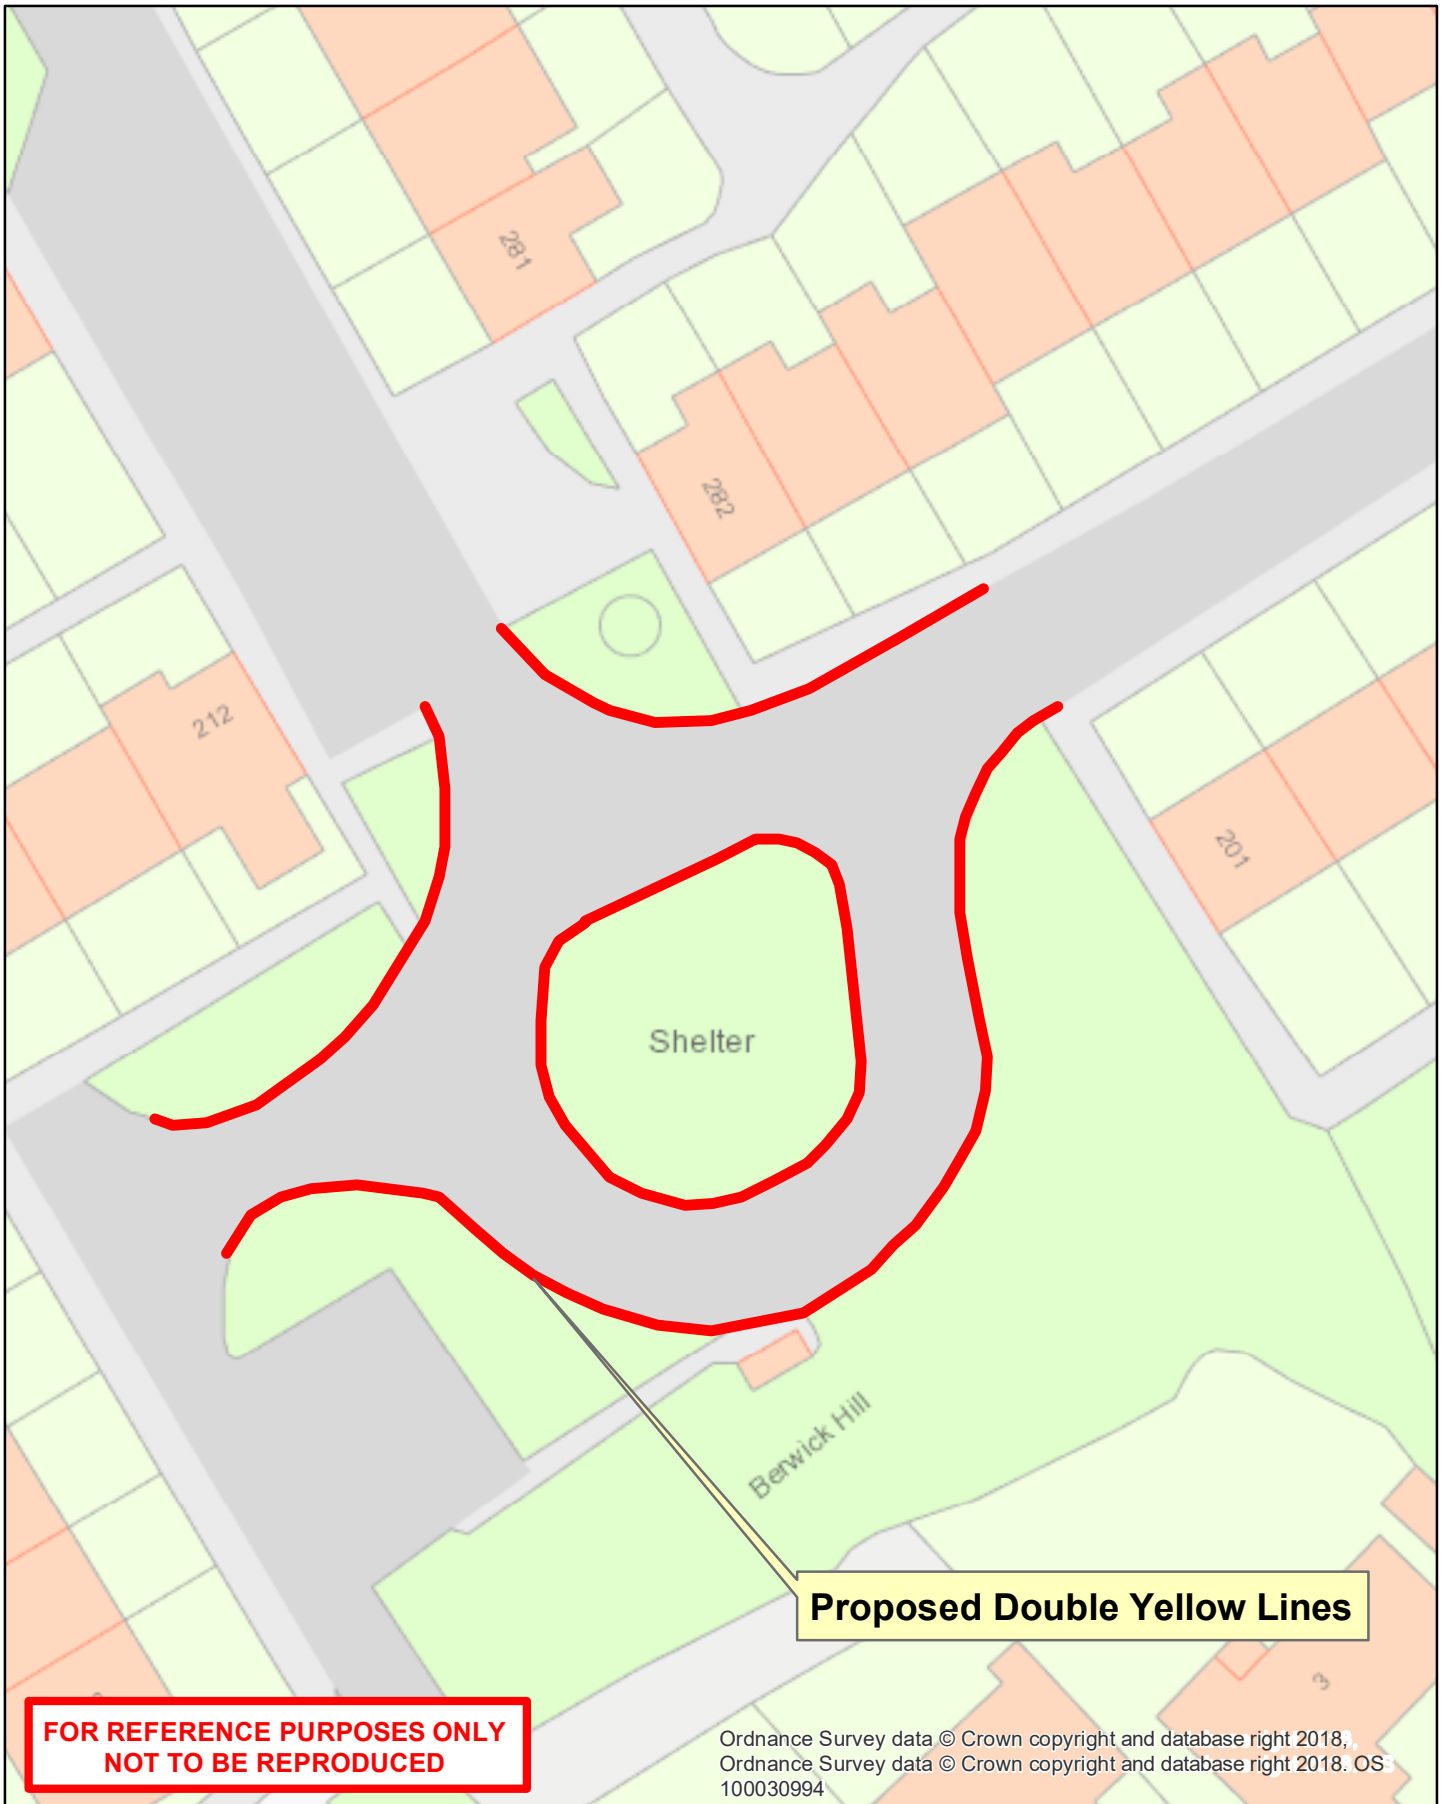 281
282
212
201
Shelter
Berwick Hill
Proposed Double Yellow Lines
3
FOR REFERENCE PURPOSES ONLY
NOT TO BE REPRODUCED
Ordnance Survey data © Crown copyright and database right 2018,
Ordnance Survey data © Crown copyright and database right 2018. OS
100030994